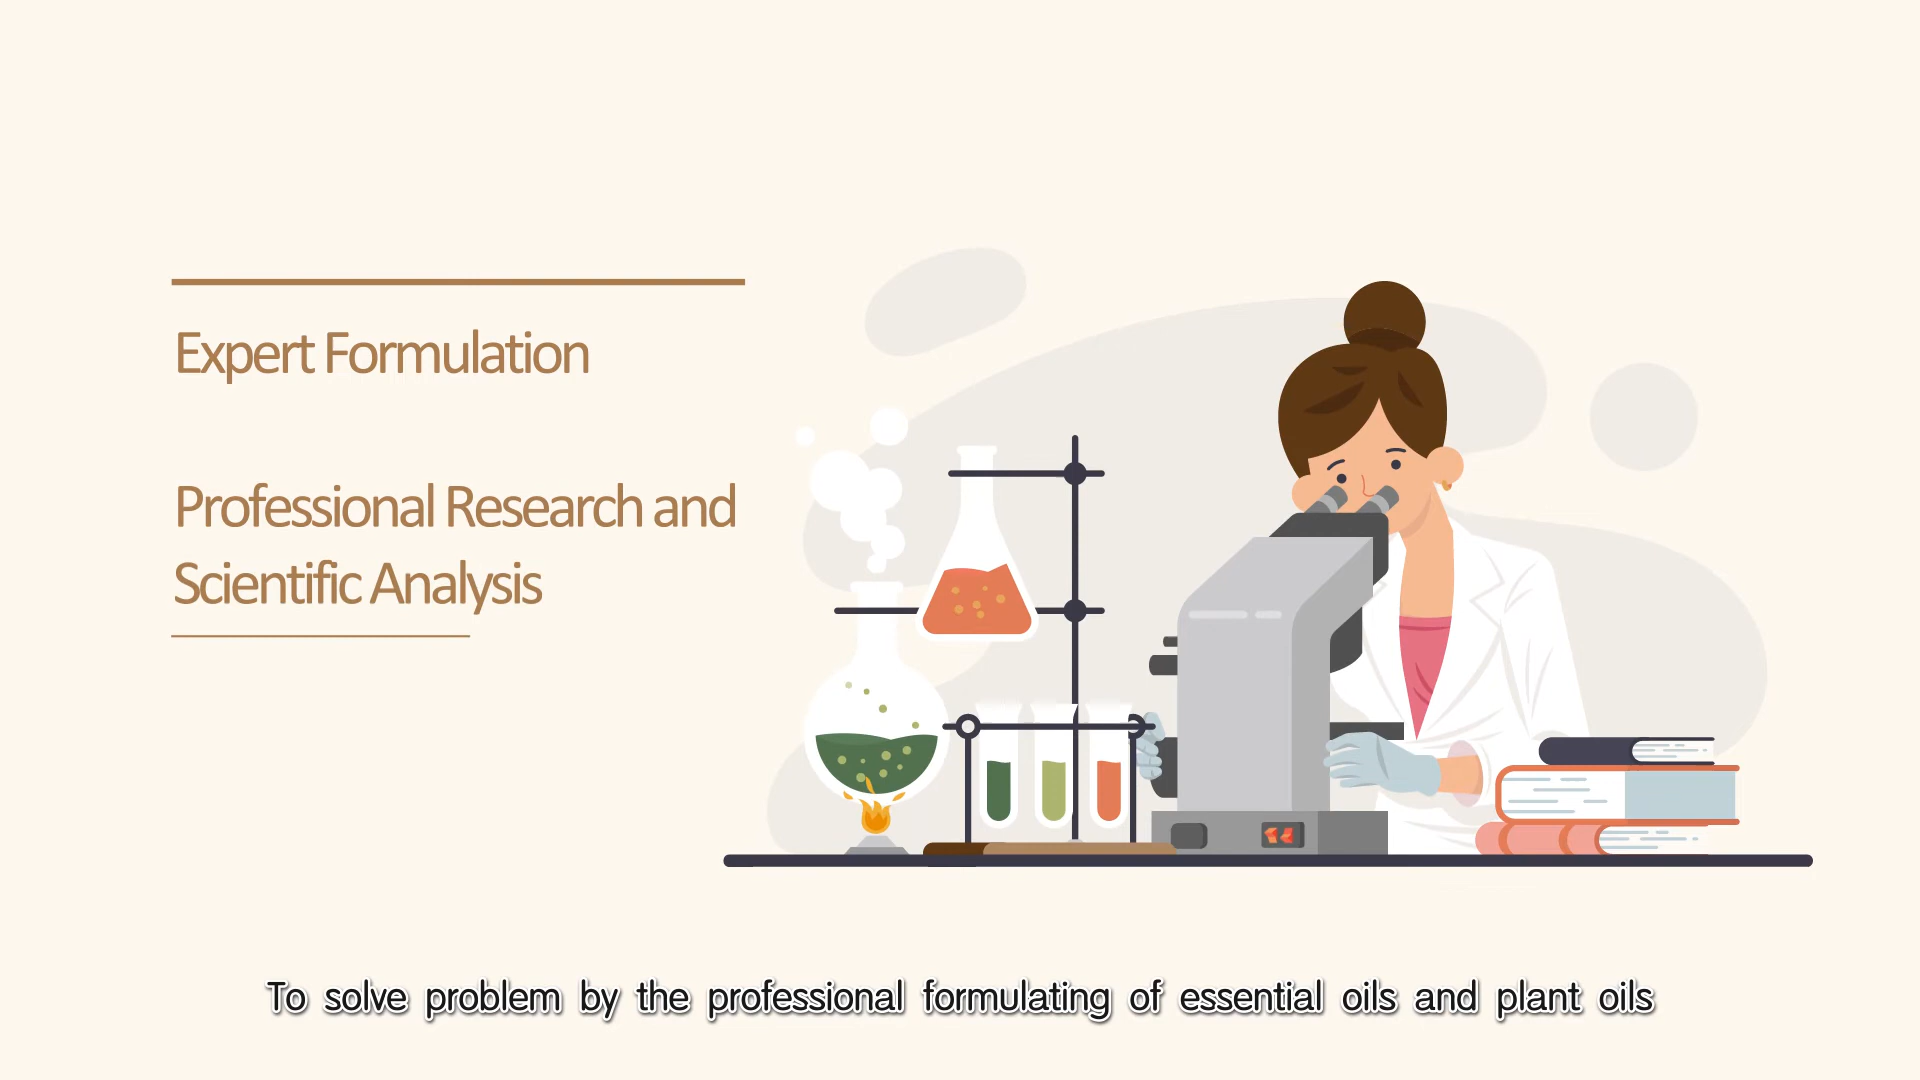 Expert Formulation
Professional Research and
Scientific Analysis
To solve problem by the professional formulating of essential oils and plant oils